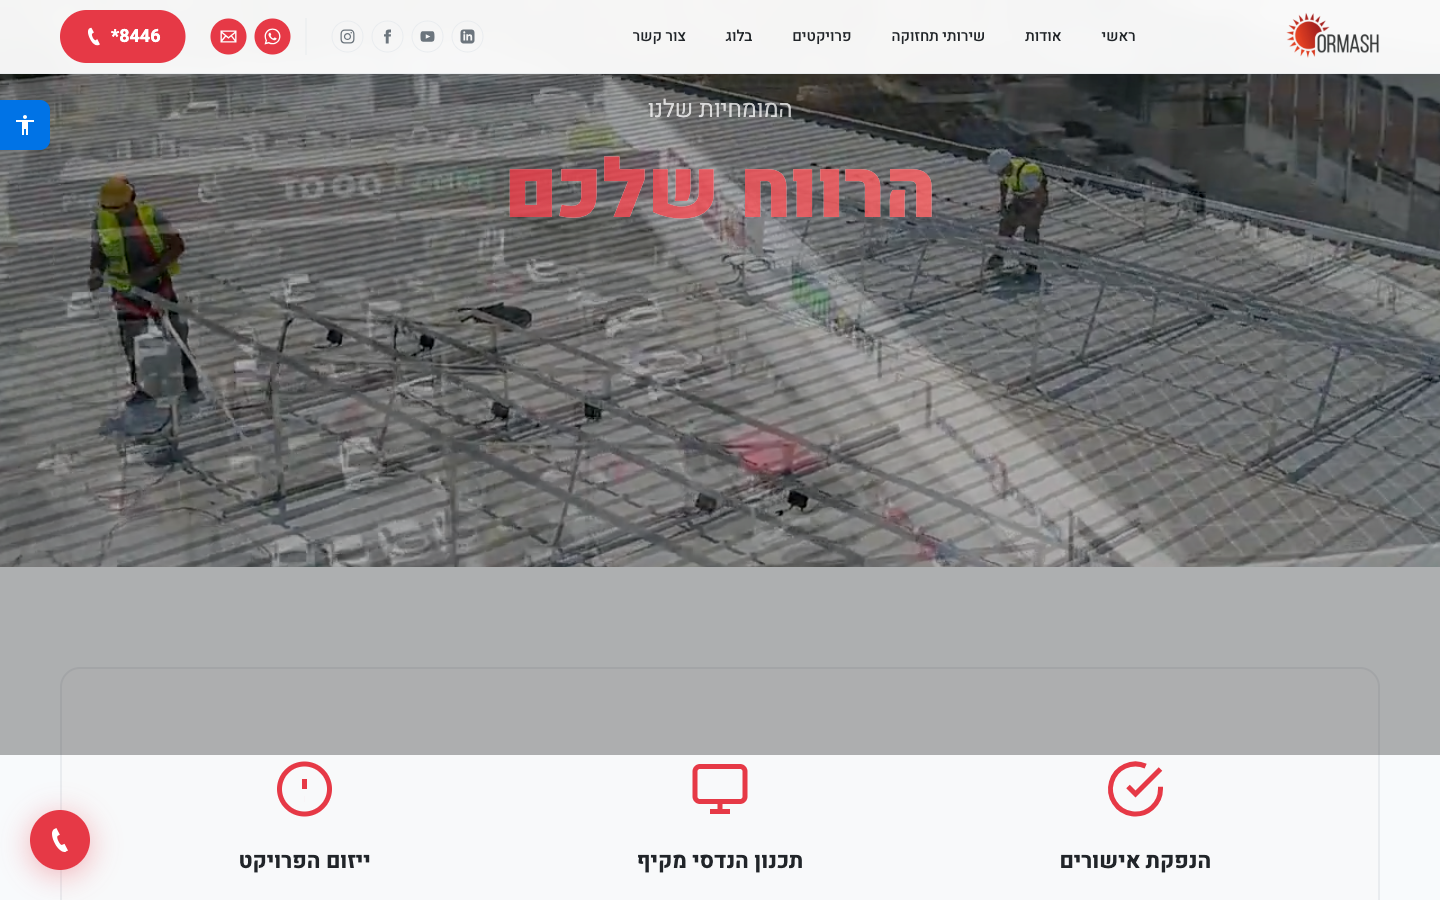 ORMASH
ראשי
אודות
שירותי תחזוקה
פרויקטים
בלוג
צור קשר
*8446
המומחיות שלנו
הרווח שלכם
הנפקת אישורים
תכנון הנדסי מקיף
ייזום הפרויקט